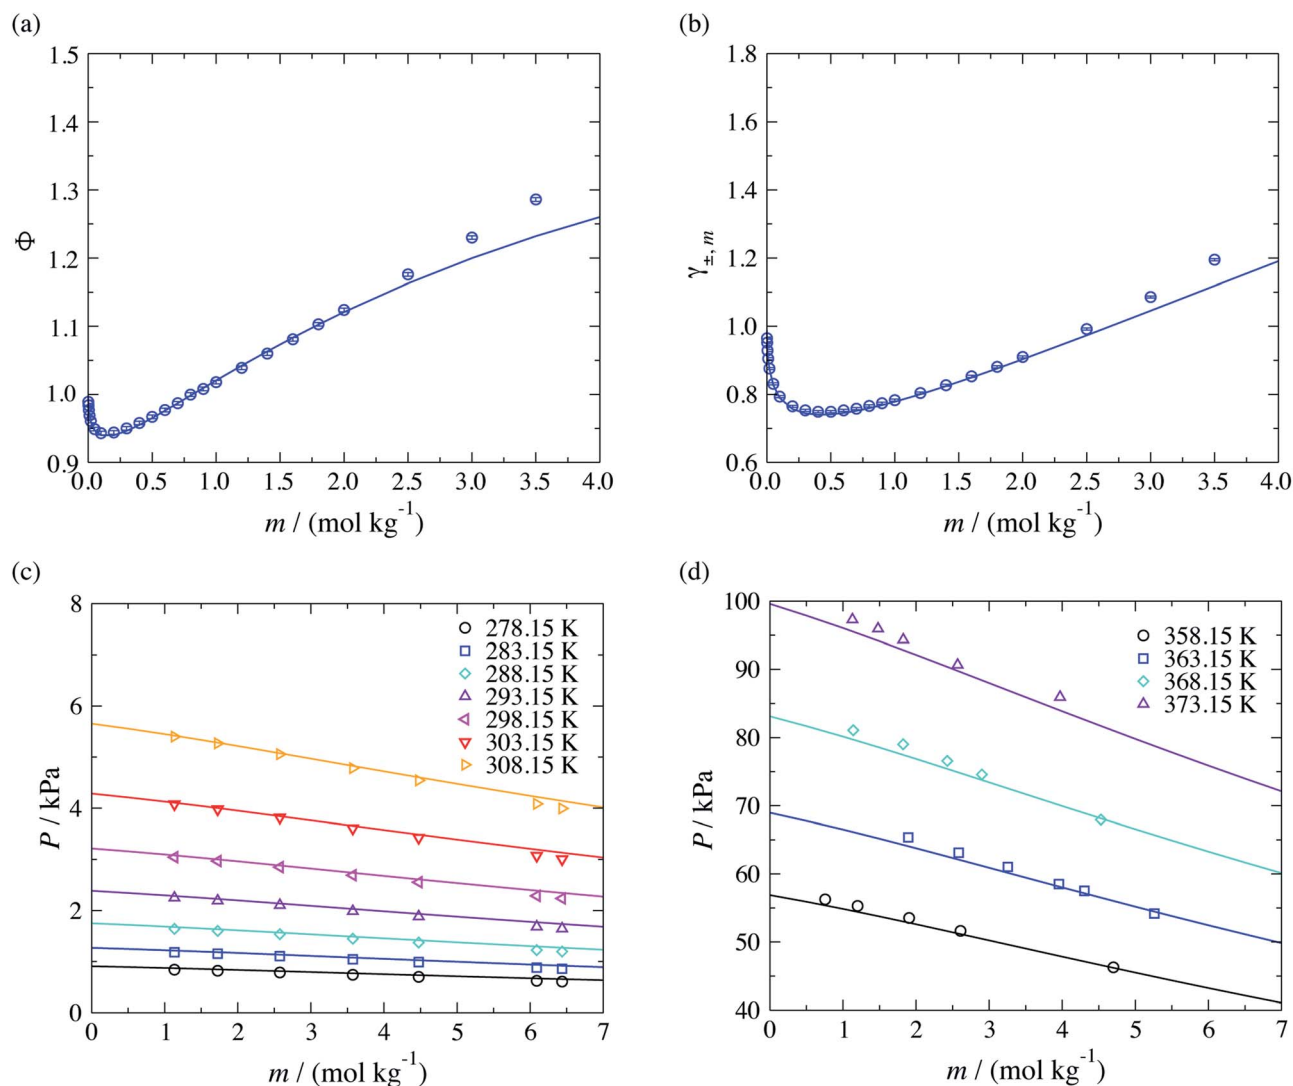 (a)
1.5
1.4
1.3
1.2
1.1
1.0
0.9
Φ
0.0 0.5 1.0 1.5 2.0 2.5 3.0 3.5 4.0
m / (mol kg⁻¹)
(b)
1.8
1.6
1.4
1.2
1.0
0.8
0.6
γ±, m
0.0 0.5 1.0 1.5 2.0 2.5 3.0 3.5 4.0
m / (mol kg⁻¹)
(c)
8
6
4
2
0
P / kPa
278.15 K
283.15 K
288.15 K
293.15 K
298.15 K
303.15 K
308.15 K
0 1 2 3 4 5 6 7
m / (mol kg⁻¹)
(d)
100
90
80
70
60
50
40
P / kPa
358.15 K
363.15 K
368.15 K
373.15 K
0 1 2 3 4 5 6 7
m / (mol kg⁻¹)